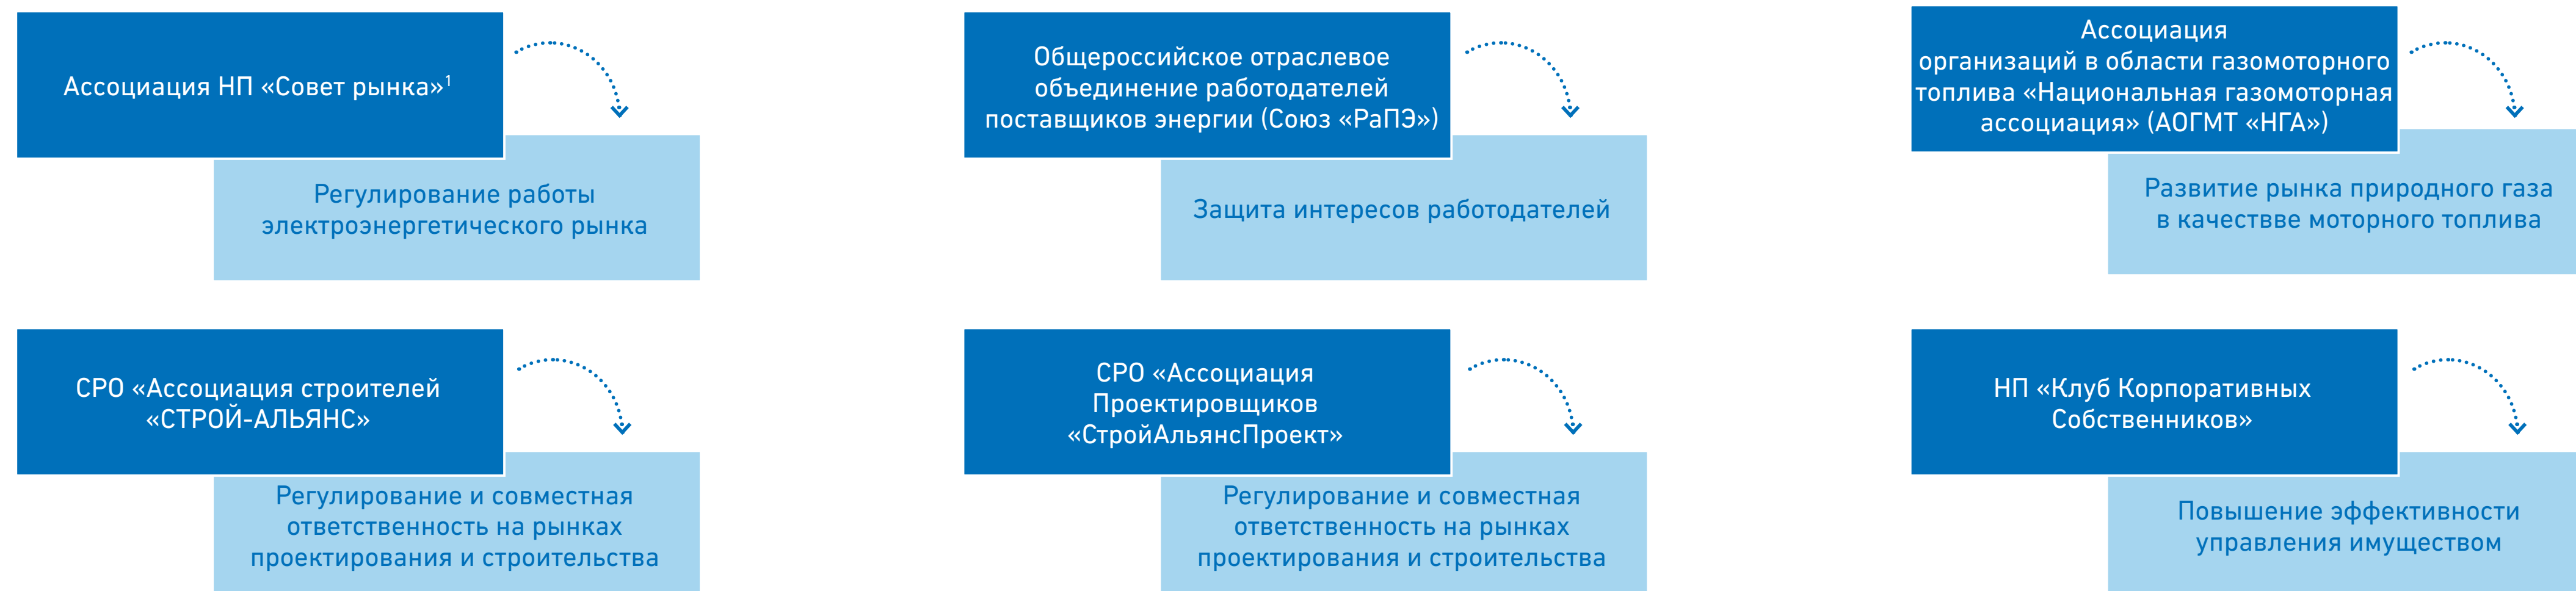 Ассоциация НП «Совет рынка»¹
Регулирование работы
электроэнергетического рынка
Общероссийское отраслевое
объединение работодателей
поставщиков энергии (Союз «РаПЭ»)
Защита интересов работодателей
Ассоциация
организаций в области газомоторного
топлива «Национальная газомоторная
ассоциация» (АОГМТ «НГА»)
Развитие рынка природного газа
в качествве моторного топлива
СРО «Ассоциация строителей
«СТРОЙ-АЛЬЯНС»
Регулирование и совместная
ответственность на рынках
проектирования и строительства
СРО «Ассоциация
Проектировщиков
«СтройАльянсПроект»
Регулирование и совместная
ответственность на рынках
проектирования и строительства
НП «Клуб Корпоративных
Собственников»
Повышение эффективности
управления имуществом